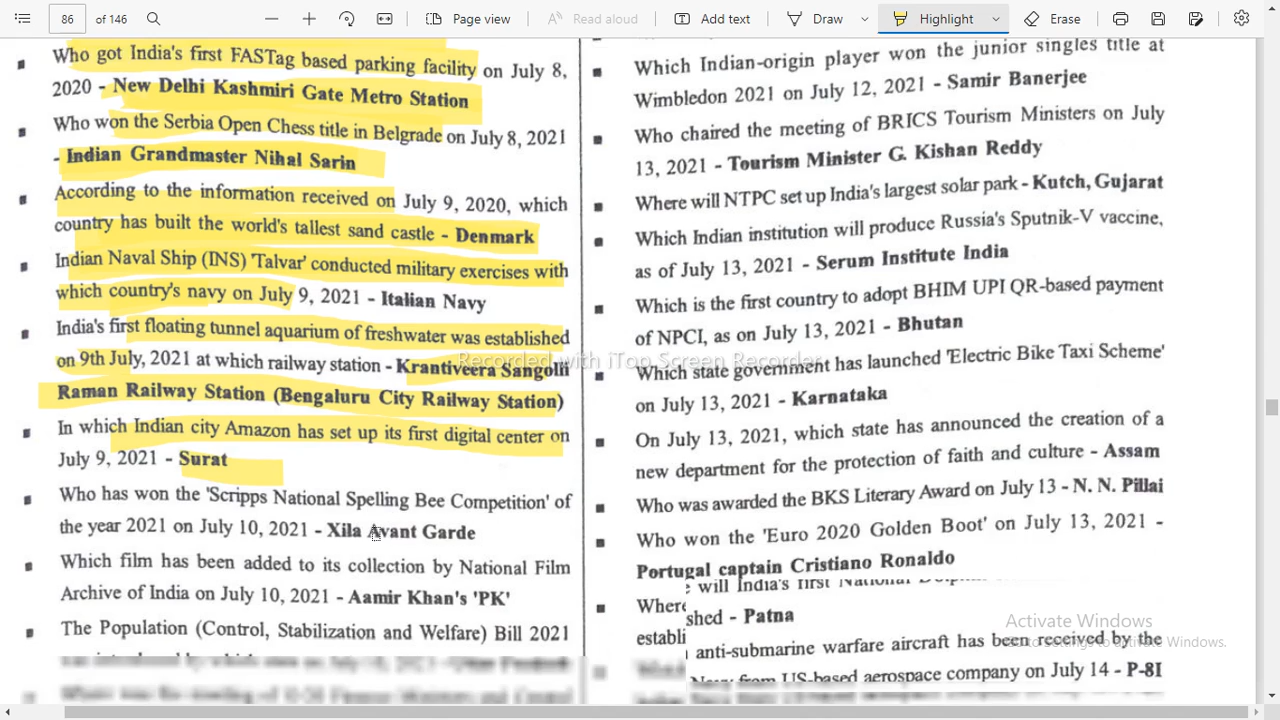 86 of 146
Page view
Read aloud
Add text
Draw
Highlight
Erase
Who got India's first FASTag based parking facility on July 8,
2020 - New Delhi Kashmiri Gate Metro Station
Who won the Serbia Open Chess title in Belgrade on July 8, 2021
- Indian Grandmaster Nihal Sarin
According to the information received on July 9, 2020, which
country has built the world's tallest sand castle - Denmark
Indian Naval Ship (INS) 'Talvar' conducted military exercises with
which country's navy on July 9, 2021 - Italian Navy
India's first floating tunnel aquarium of freshwater was established
on 9th July, 2021 at which railway station - Krantiveera Sangolli
Raman Railway Station (Bengaluru City Railway Station)
In which Indian city Amazon has set up its first digital center on
July 9, 2021 - Surat
Who has won the 'Scripps National Spelling Bee Competition' of
the year 2021 on July 10, 2021 - Xila Avant Garde
Which film has been added to its collection by National Film
Archive of India on July 10, 2021 - Aamir Khan's 'PK'
The Population (Control, Stabilization and Welfare) Bill 2021
Which Indian-origin player won the junior singles title at
Wimbledon 2021 on July 12, 2021 - Samir Banerjee
Who chaired the meeting of BRICS Tourism Ministers on July
13, 2021 - Tourism Minister G. Kishan Reddy
Where will NTPC set up India's largest solar park - Kutch, Gujarat
Which Indian institution will produce Russia's Sputnik-V vaccine,
as of July 13, 2021 - Serum Institute India
Which is the first country to adopt BHIM UPI QR-based payment
of NPCI, as on July 13, 2021 - Bhutan
Recorded with iTop Screen Recorder
Which state government has launched 'Electric Bike Taxi Scheme'
on July 13, 2021 - Karnataka
On July 13, 2021, which state has announced the creation of a
new department for the protection of faith and culture - Assam
Who was awarded the BKS Literary Award on July 13 - N. N. Pillai
Who won the 'Euro 2020 Golden Boot' on July 13, 2021 -
Portugal captain Cristiano Ronaldo
will India's first National
Where
shed - Patna
establi
anti-submarine warfare aircraft has been received by the
Navy from US-based aerospace company on July 14 - P-8I
Activate Windows
Go to Settings to activate Windows.